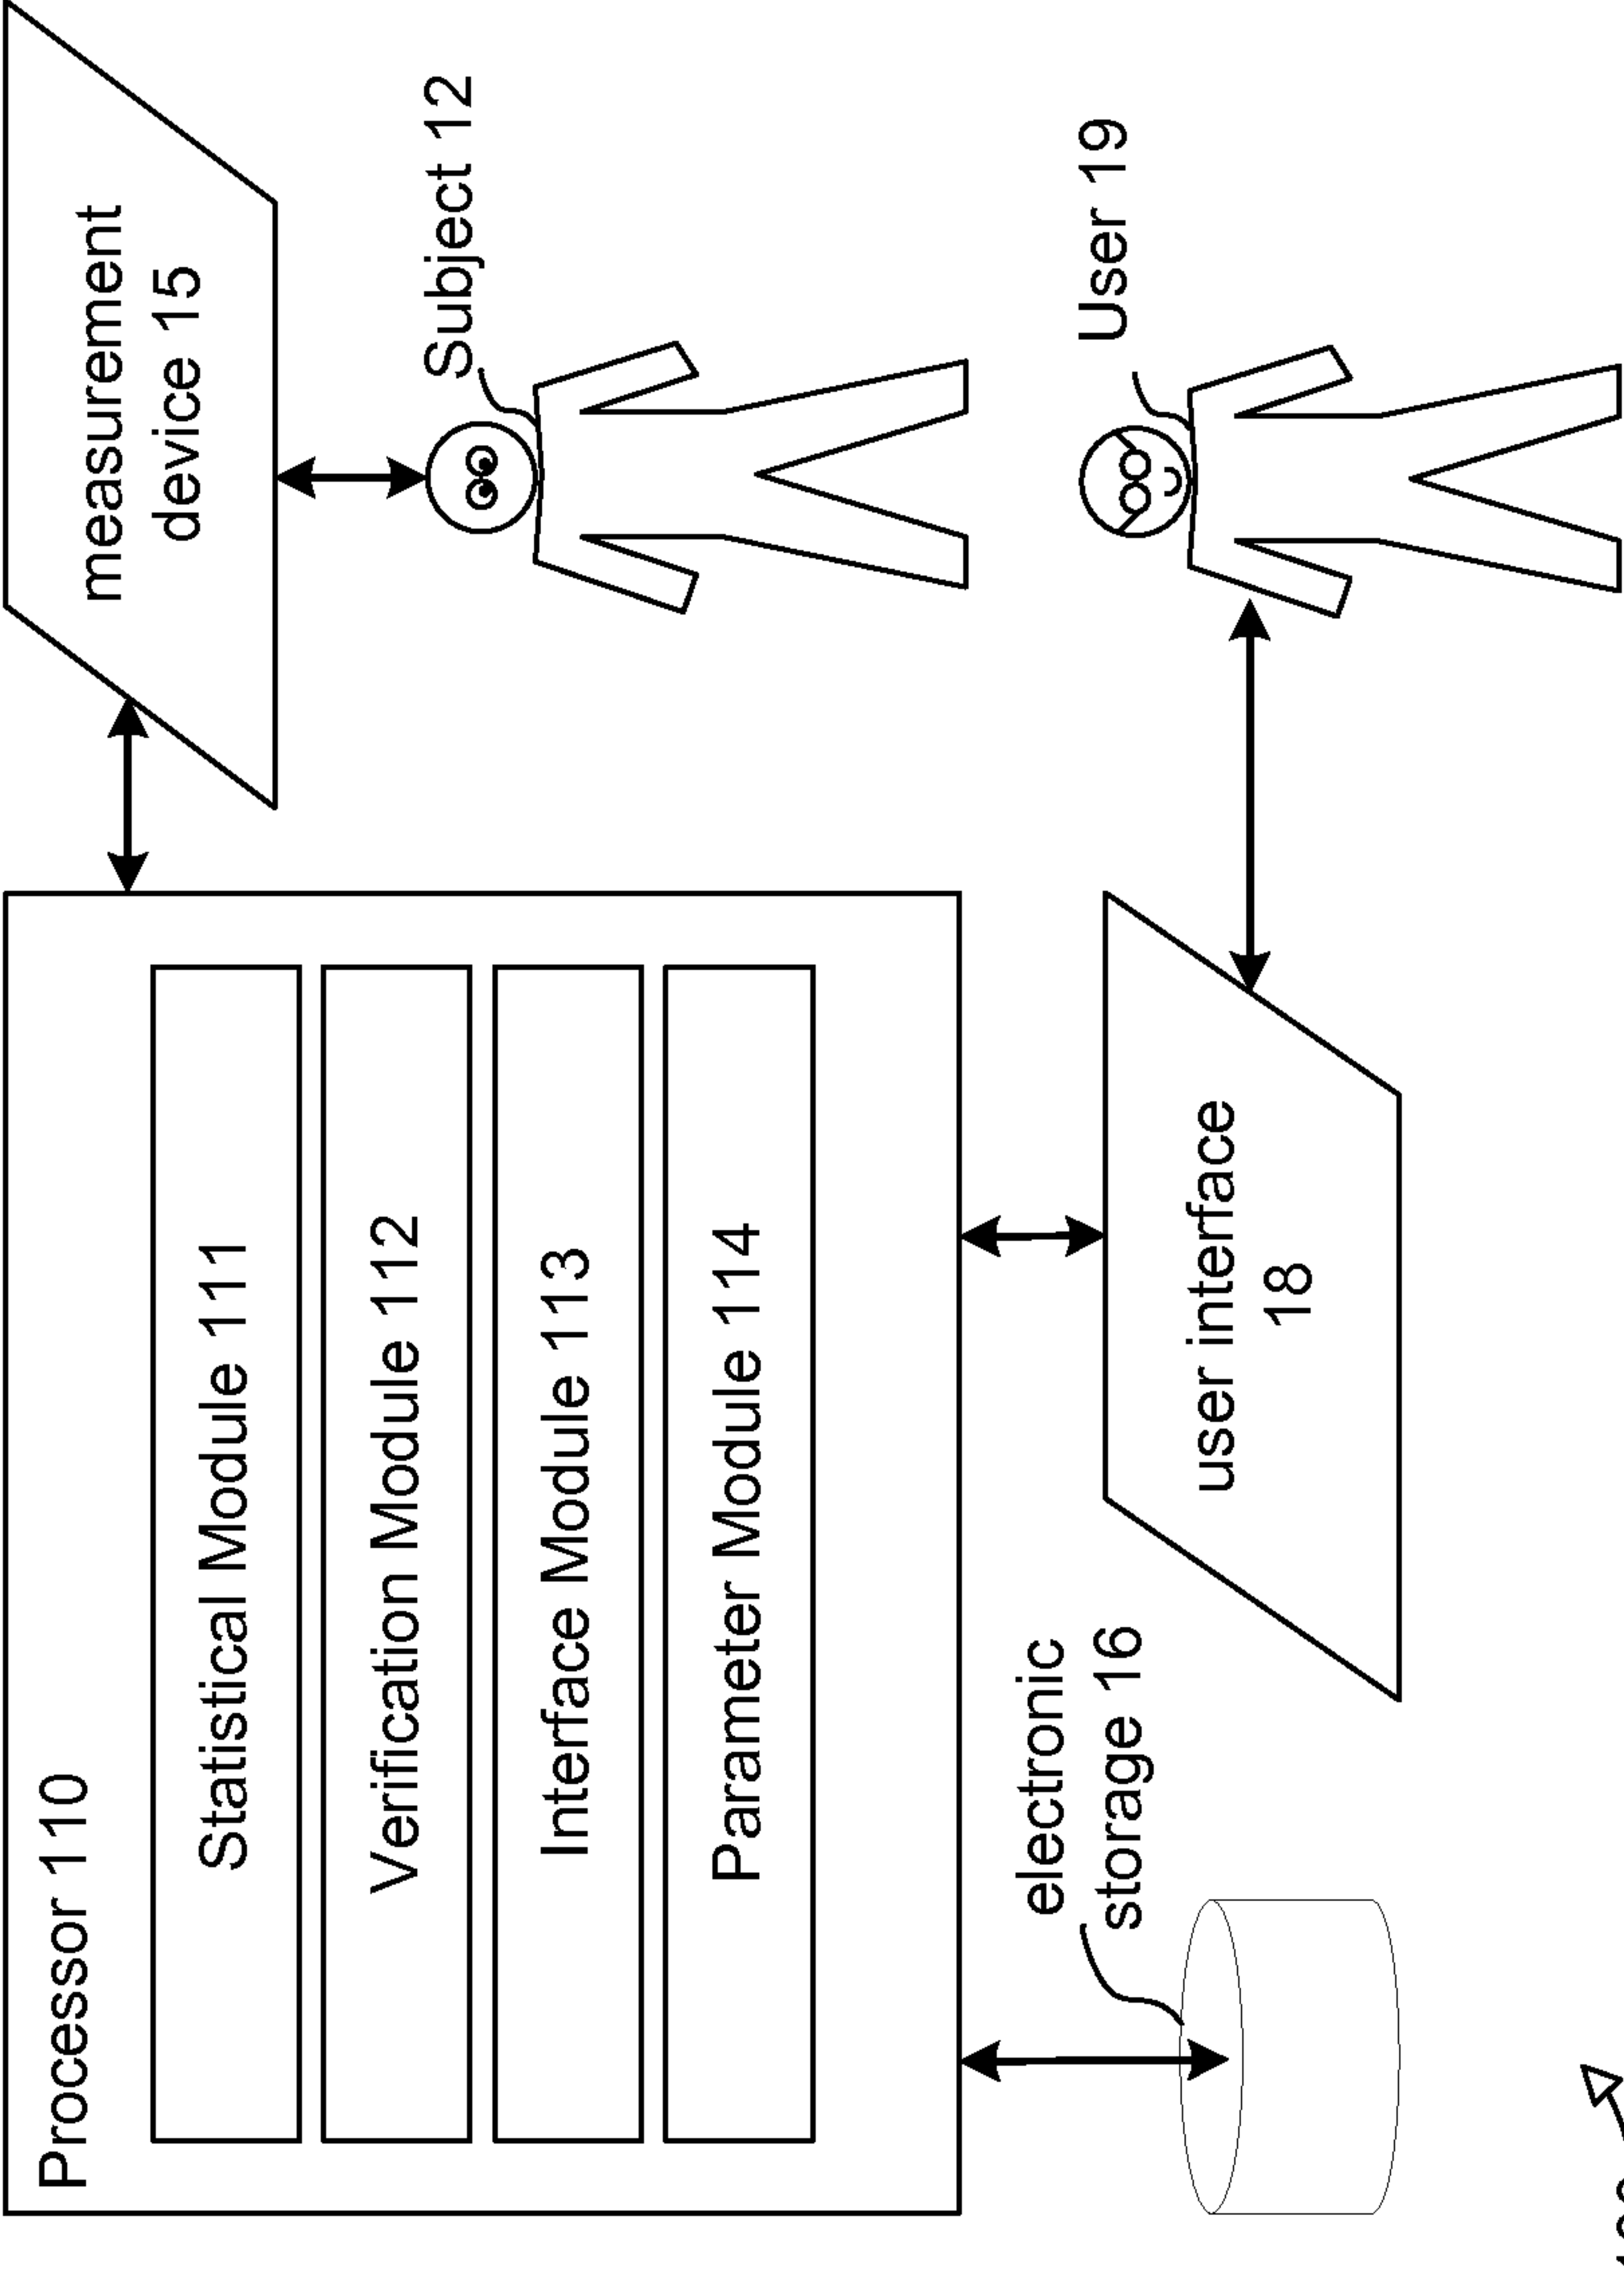 Processor 110
Statistical Module 111
Verification Module 112
Interface Module 113
Parameter Module 114
measurement
device 15
Subject 12
User 19
electronic
storage 16
user interface
18